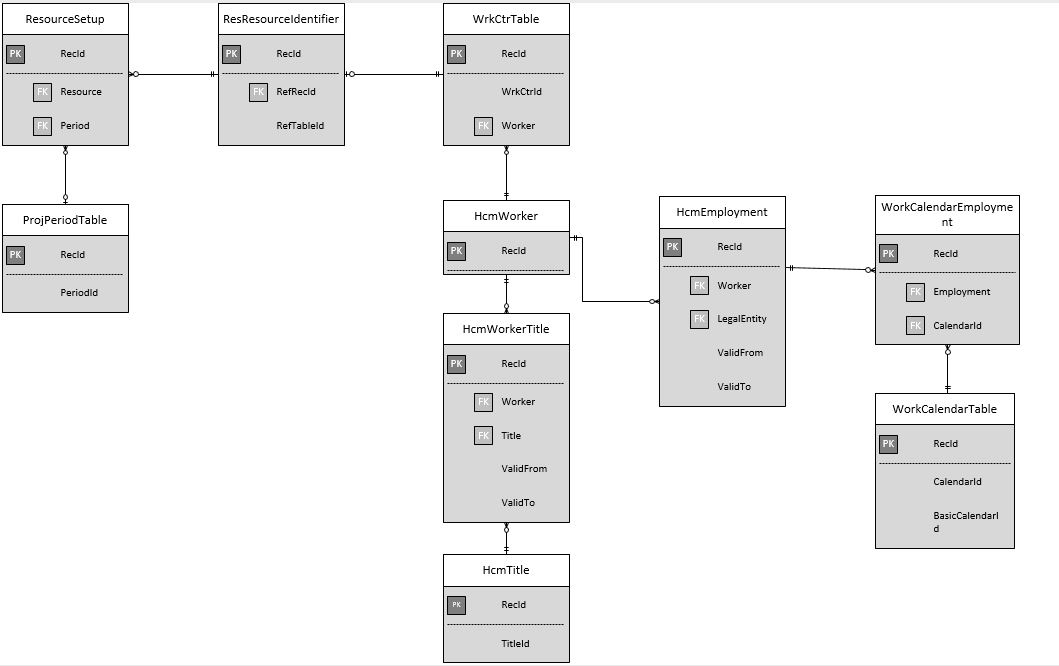 ResourceSetup
PK RecId
FK Resource
FK Period
ResResourceIdentifier
PK RecId
FK RefRecId
RefTableId
WrkCtrTable
PK RecId
WrkCtrId
FK Worker
ProjPeriodTable
PK RecId
PeriodId
HcmWorker
PK RecId
HcmEmployment
PK RecId
FK Worker
FK LegalEntity
ValidFrom
ValidTo
WorkCalendarEmployme
nt
PK RecId
FK Employment
FK CalendarId
HcmWorkerTitle
PK RecId
FK Worker
FK Title
ValidFrom
ValidTo
WorkCalendarTable
PK RecId
CalendarId
BasicCalendarI
d
HcmTitle
PK RecId
TitleId